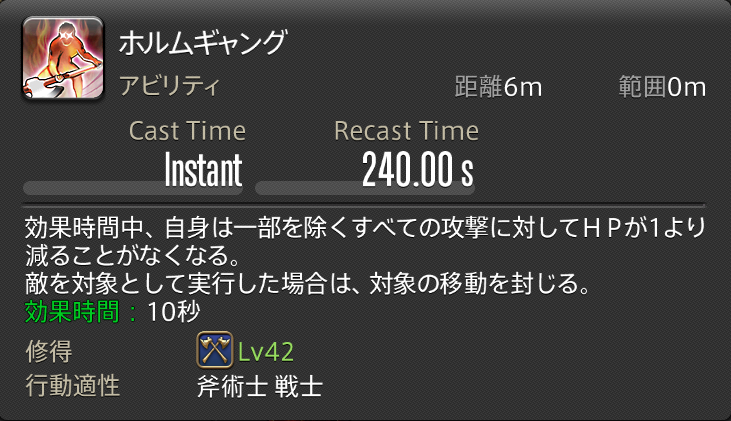 ホルムギャング
アビリティ 距離6m 範囲0m
Cast Time Recast Time
Instant 240.00 s
効果時間中、自身は一部を除くすべての攻撃に対してＨＰが1より
減ることがなくなる。
敵を対象として実行した場合は、対象の移動を封じる。
効果時間：10秒
修得 Lv42
行動適性 斧術士 戦士